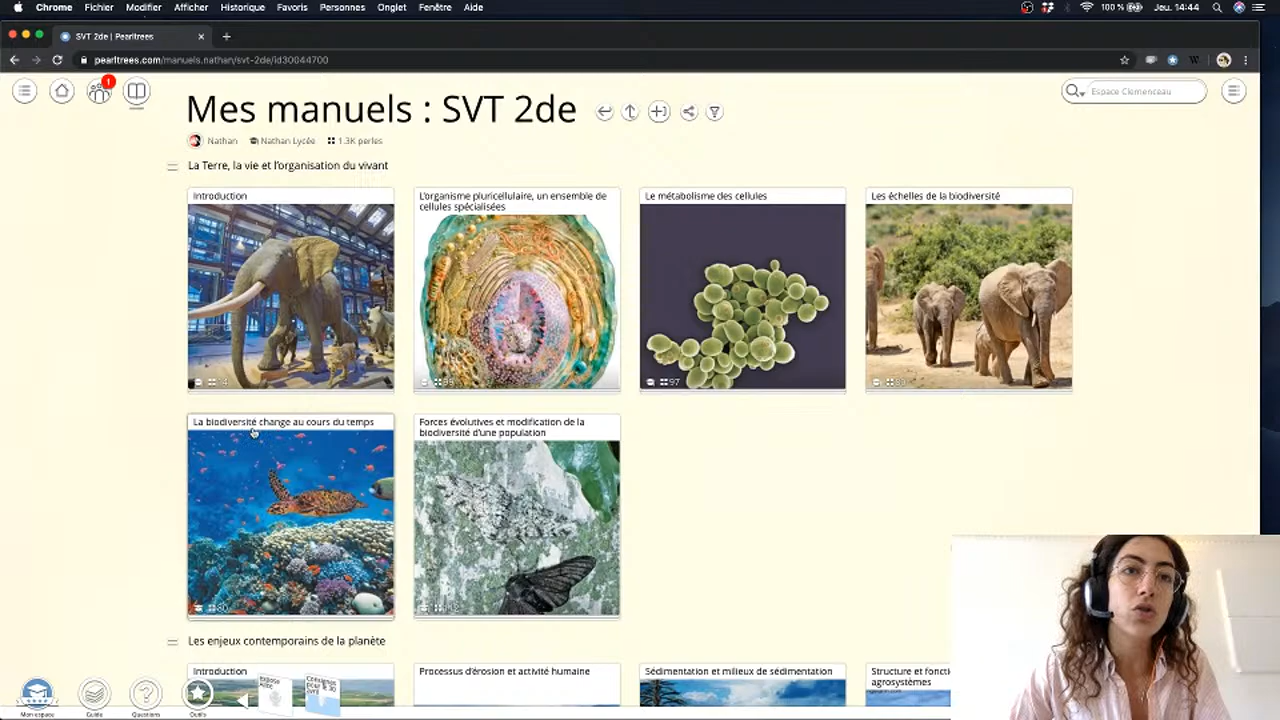 Chrome Fichier Modifier Afficher Historique Favoris Personnes Onglet Fenêtre Aide
100 % Jeu. 14:44
SVT 2de | Pearltrees
pearltrees.com/manuels.nathan/svt-2de/id30044700
1
Espace Clemenceau
Mes manuels : SVT 2de
Nathan Nathan Lycée 1.3K perles
La Terre, la vie et l'organisation du vivant
Introduction
L'organisme pluricellulaire, un ensemble de
cellules spécialisées
Le métabolisme des cellules
Les échelles de la biodiversité
97
La biodiversité change au cours du temps
Forces évolutives et modification de la
biodiversité d'une population
Les enjeux contemporains de la planète
Introduction
Processus d'érosion et activité humaine
Sédimentation et milieu de sédimentation
Structure et foncti
agrosystèmes
Mon espace
Guide
Questions
Outils